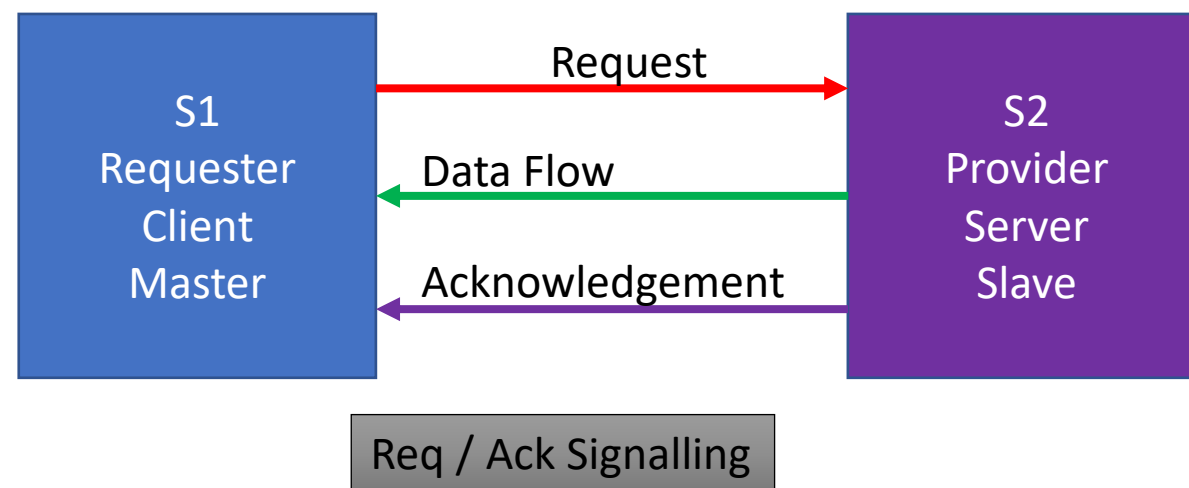 S1
Requester
Client
Master
Request
Data Flow
Acknowledgement
S2
Provider
Server
Slave
Req / Ack Signalling